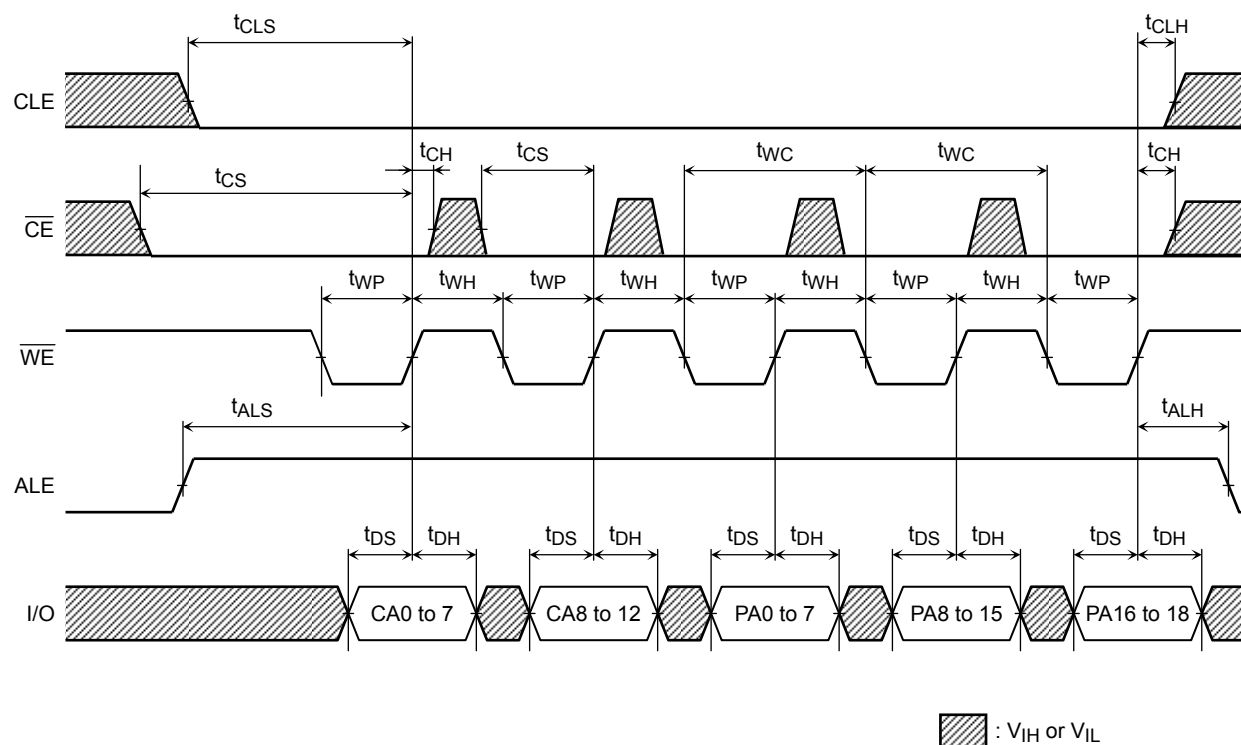 tCLS tCLH
CLE
tCH tCS tWC tWC tCH
tCS
CE
tWP tWH tWP tWH tWP tWH tWP tWH tWP
WE
tALS tALH
ALE
tDS tDH tDS tDH tDS tDH tDS tDH tDS tDH
I/O CA0 to 7 CA8 to 12 PA0 to 7 PA8 to 15 PA16 to 18
: VIH or VIL